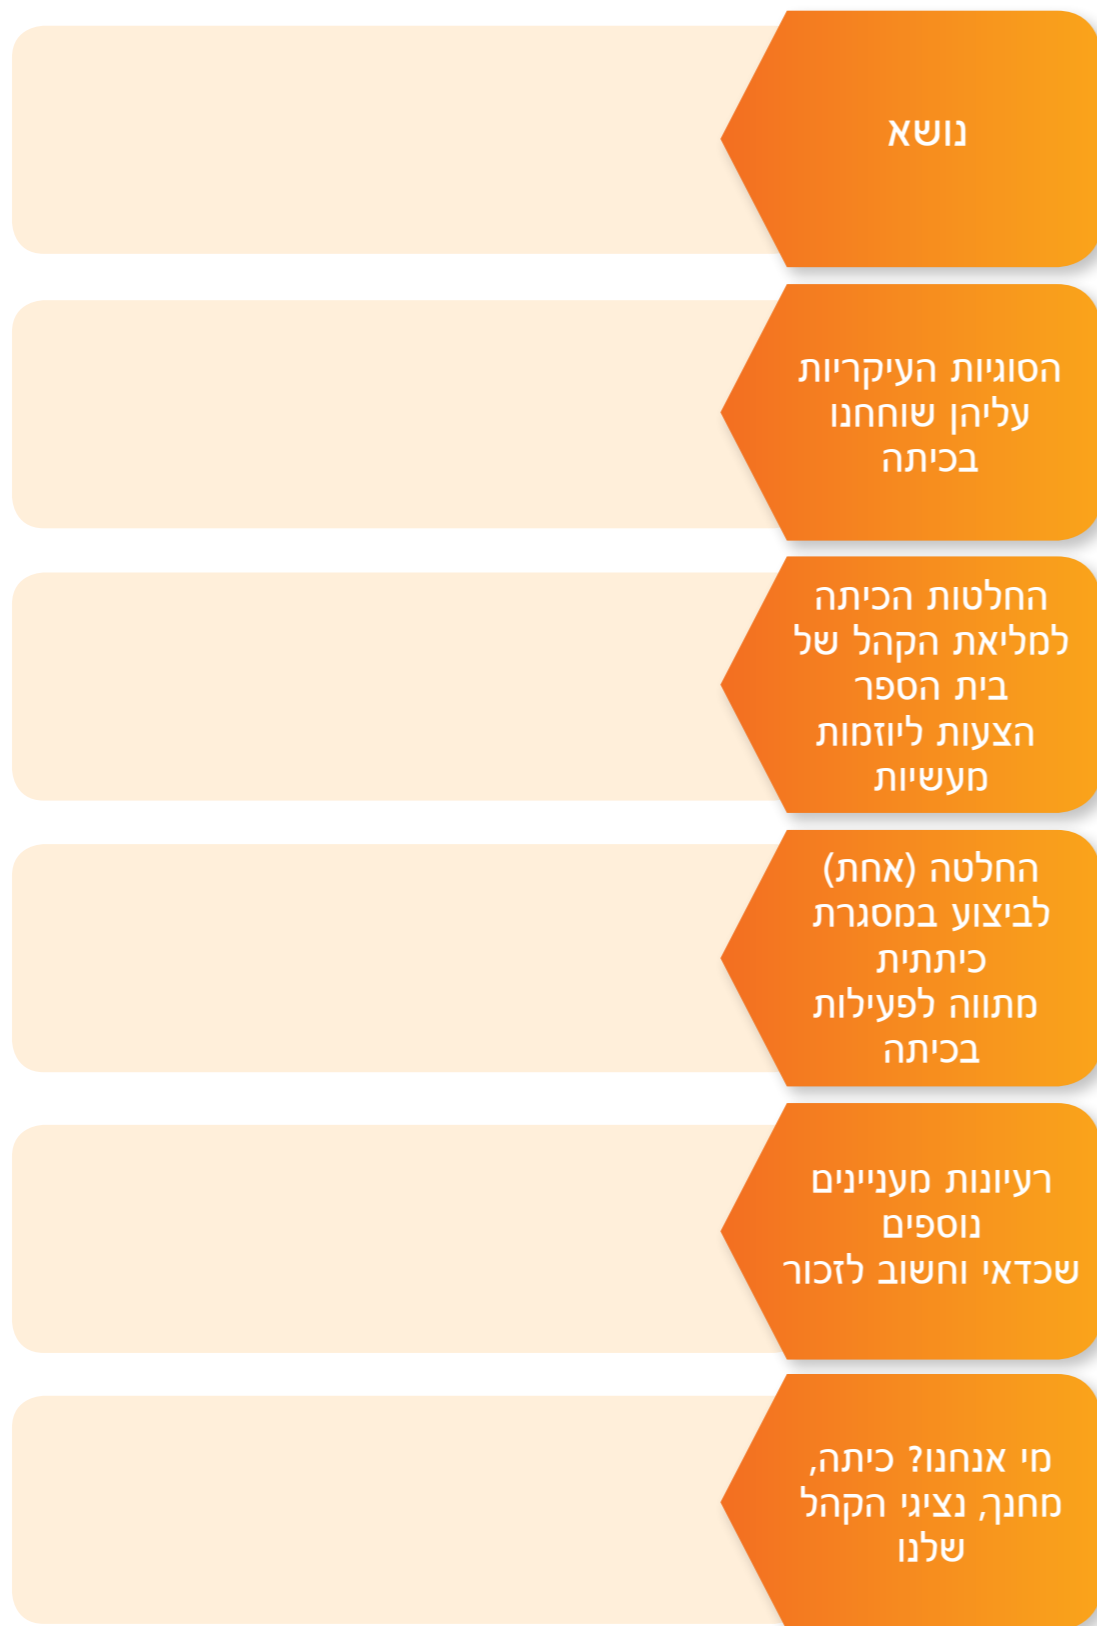 נושא
הסוגיות העיקריות
עליהן שוחחנו
בכיתה
החלטות הכיתה
למליאת הקהל של
בית הספר
הצעות ליוזמות
מעשיות
החלטה (אחת)
לביצוע במסגרת
כיתתית
מתווה לפעילות
בכיתה
רעיונות מעניינים
נוספים
שכדאי וחשוב לזכור
מי אנחנו? כיתה,
מחנך, נציגי הקהל
שלנו